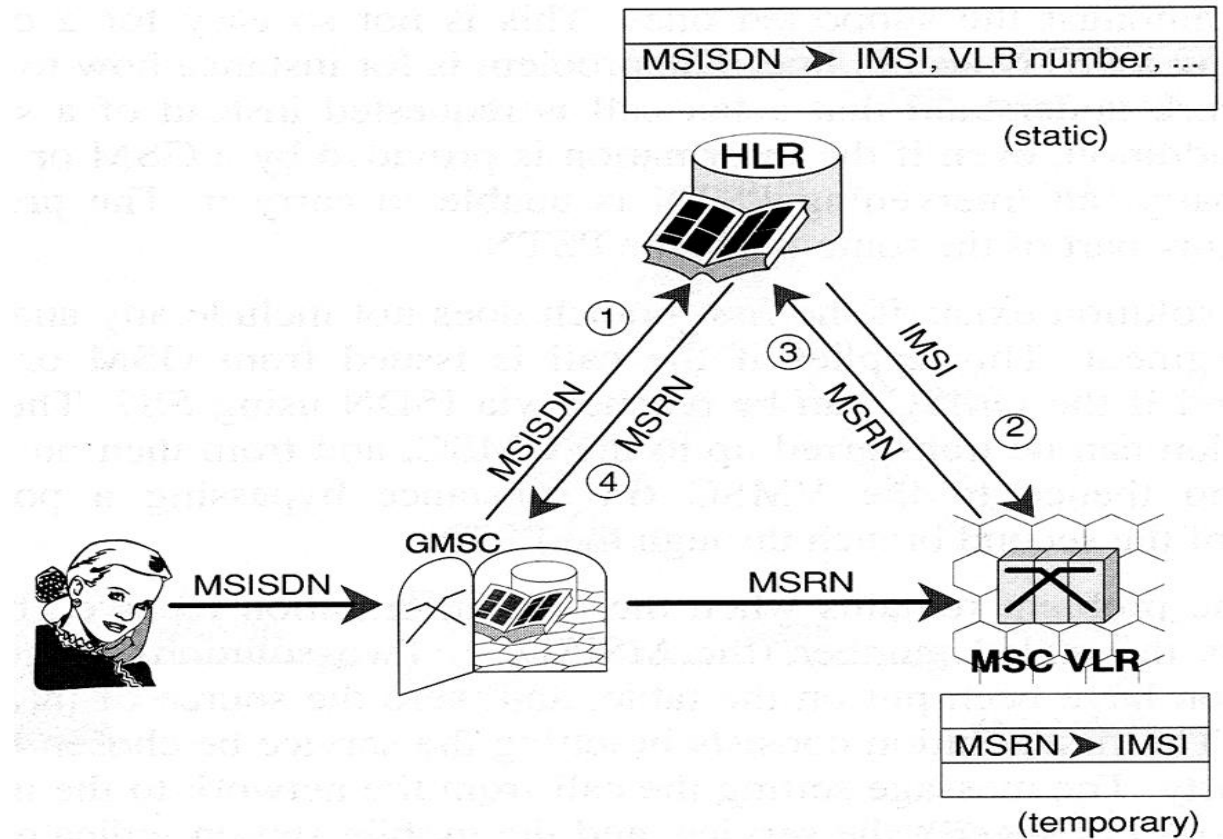 MSISDN ➤ IMSI, VLR number, ...
(static)
HLR
1
3
IMSI
MSISDN
MSRN
MSRN
2
4
GMSC
MSISDN
MSRN
MSC VLR
MSRN ➤ IMSI
(temporary)